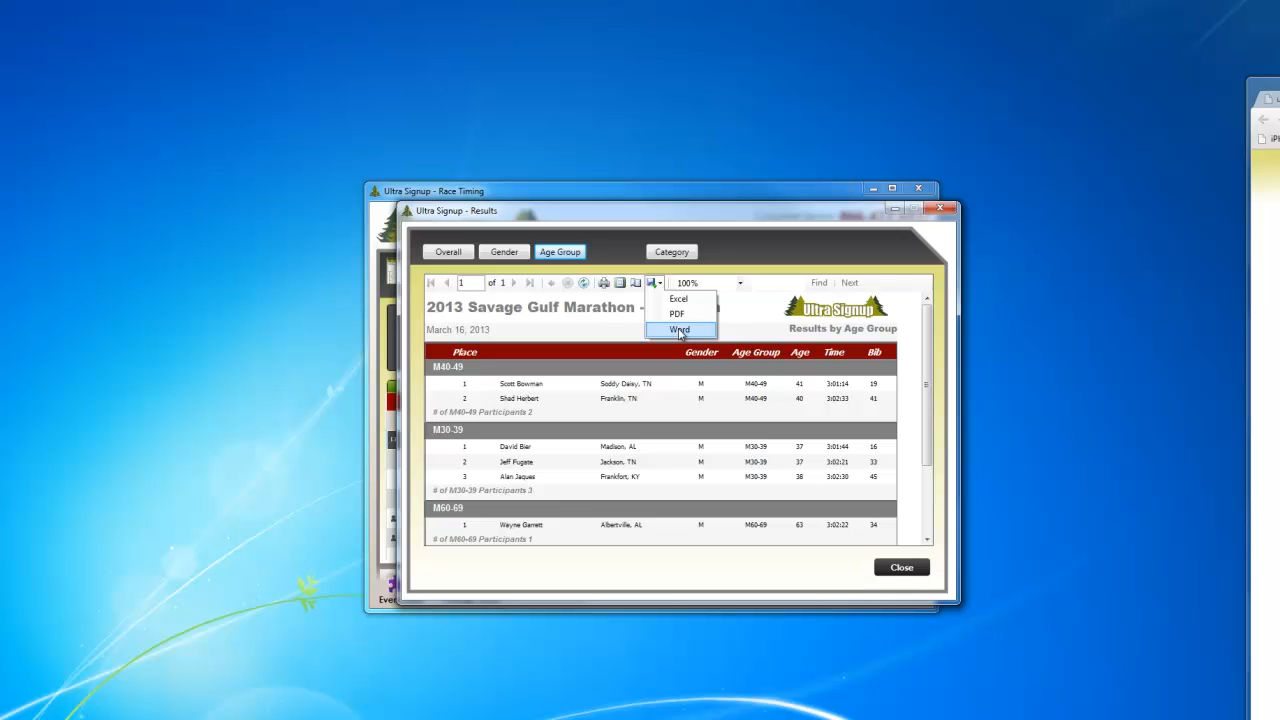 Ultra Signup - Race Timing
Ultra Signup - Results
Overall Gender Age Group Category
1 of 1 100% Find Next
Excel
PDF
Word
2013 Savage Gulf Marathon -
Ultra Signup
March 16, 2013
Results by Age Group
Place Gender Age Group Age Time Bib
M40-49
1 Scott Bowman Soddy Daisy, TN M M40-49 41 3:01:14 19
2 Shad Herbert Franklin, TN M M40-49 40 3:02:33 41
# of M40-49 Participants 2
M30-39
1 David Bier Madison, AL M M30-39 37 3:01:44 16
2 Jeff Fugate Jackson, TN M M30-39 37 3:02:21 33
3 Alan Jaques Frankfort, KY M M30-39 38 3:02:30 45
# of M30-39 Participants 3
M60-69
1 Wayne Garrett Albertville, AL M M60-69 63 3:02:22 34
# of M60-69 Participants 1
Close